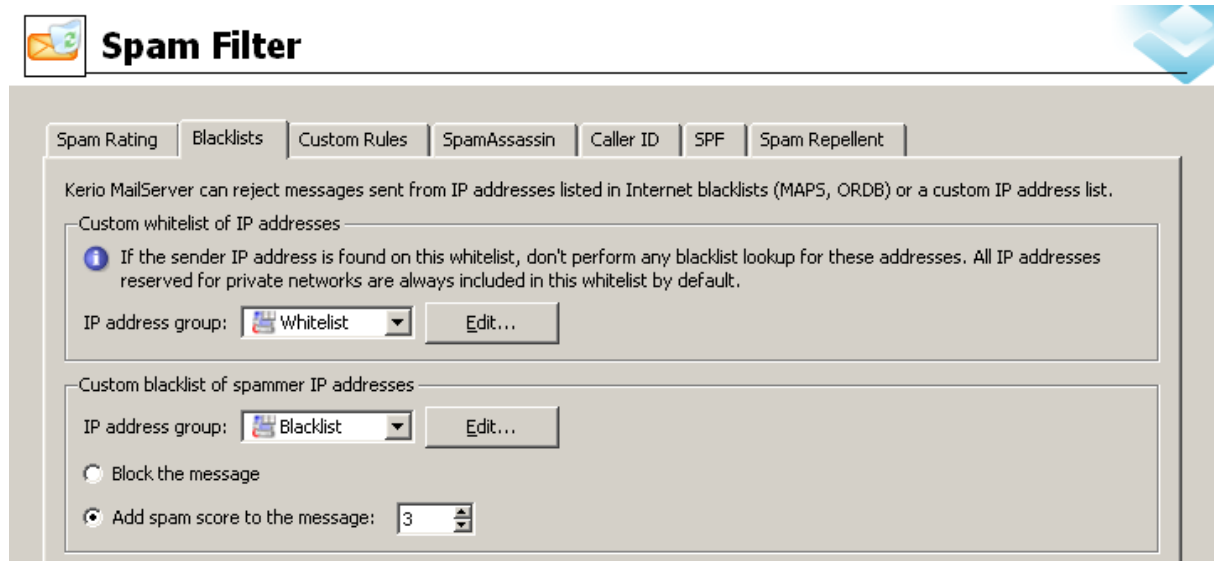 Spam Filter
Spam Rating Blacklists Custom Rules SpamAssassin Caller ID SPF Spam Repellent
Kerio MailServer can reject messages sent from IP addresses listed in Internet blacklists (MAPS, ORDB) or a custom IP address list.
Custom whitelist of IP addresses
If the sender IP address is found on this whitelist, don't perform any blacklist lookup for these addresses. All IP addresses
reserved for private networks are always included in this whitelist by default.
IP address group: Whitelist Edit...
Custom blacklist of spammer IP addresses
IP address group: Blacklist Edit...
Block the message
Add spam score to the message: 3